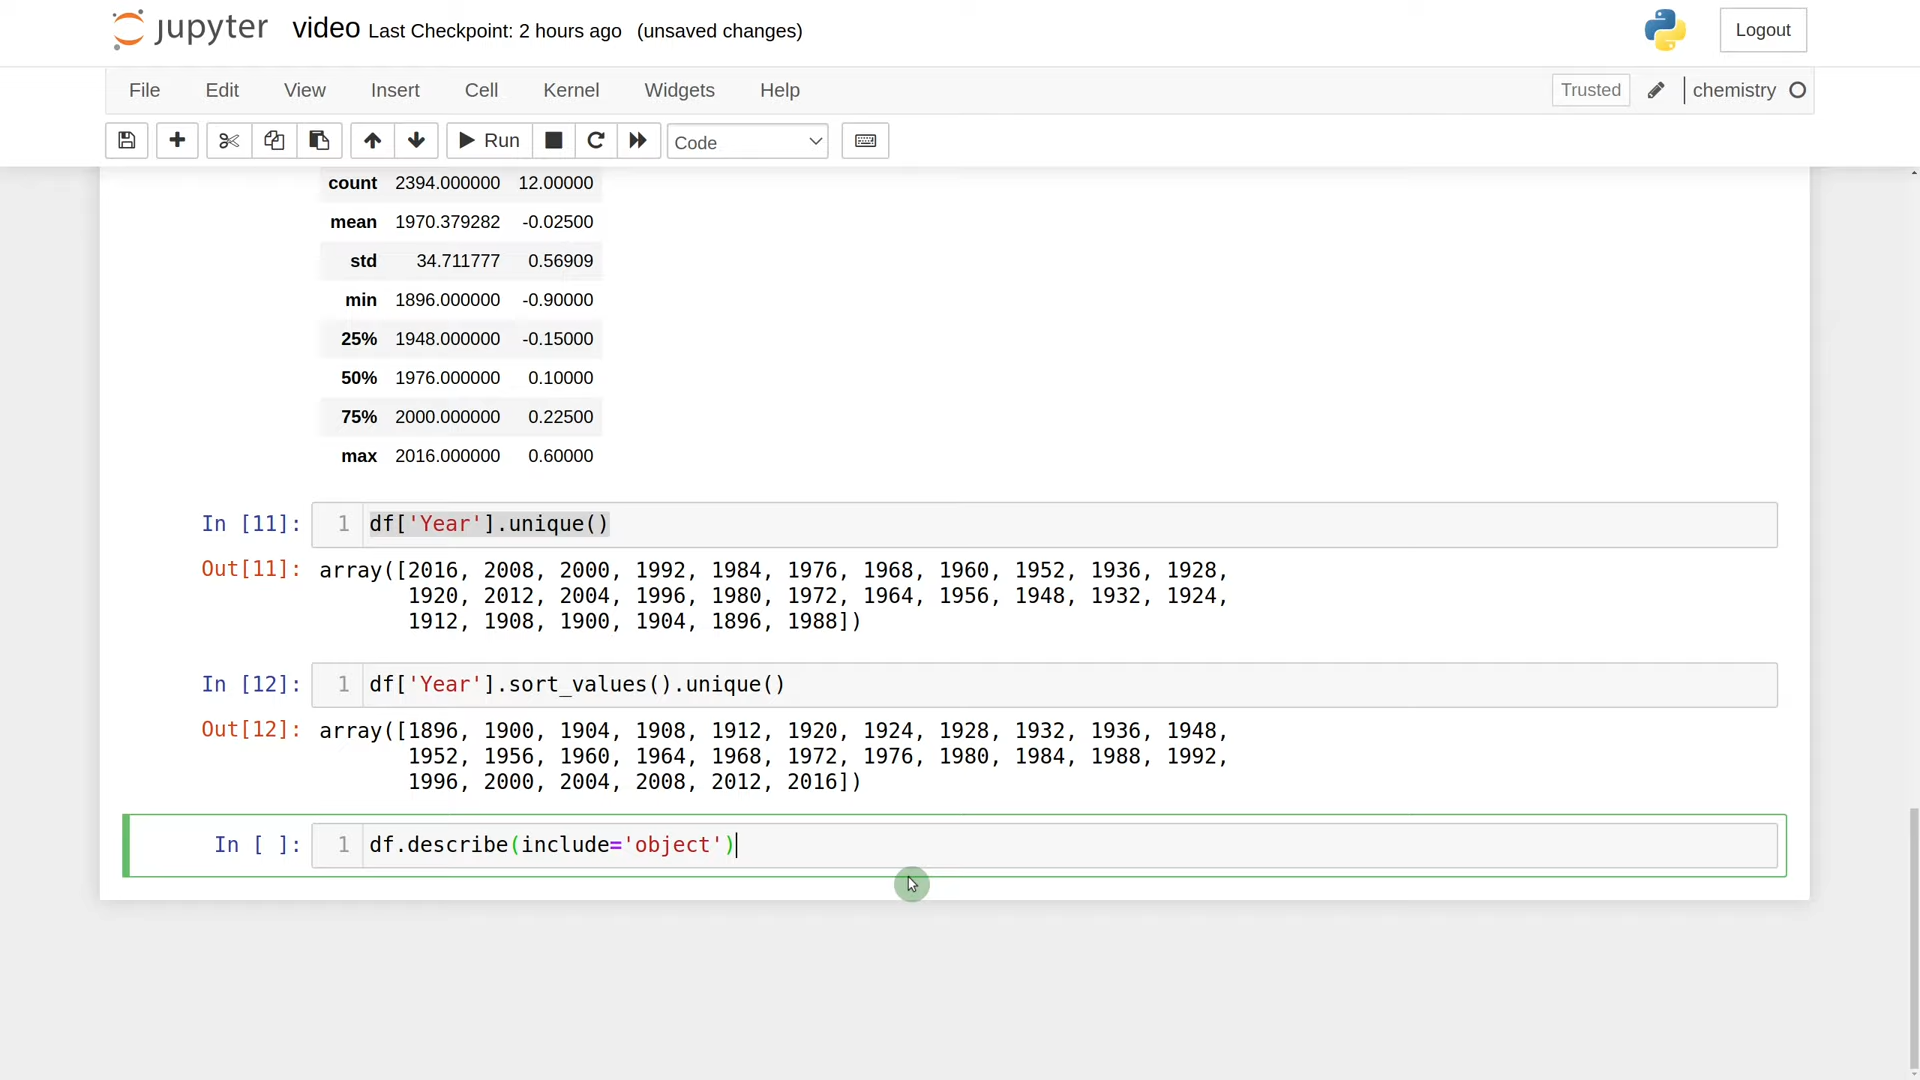 jupyter video Last Checkpoint: 2 hours ago (unsaved changes) Logout
File Edit View Insert Cell Kernel Widgets Help Trusted chemistry
Run Code
count 2394.000000 12.00000
mean 1970.379282 -0.02500
std 34.711777 0.56909
min 1896.000000 -0.90000
25% 1948.000000 -0.15000
50% 1976.000000 0.10000
75% 2000.000000 0.22500
max 2016.000000 0.60000
In [11]: 1 df['Year'].unique()
Out[11]: array([2016, 2008, 2000, 1992, 1984, 1976, 1968, 1960, 1952, 1936, 1928,
1920, 2012, 2004, 1996, 1980, 1972, 1964, 1956, 1948, 1932, 1924,
1912, 1908, 1900, 1904, 1896, 1988])
In [12]: 1 df['Year'].sort_values().unique()
Out[12]: array([1896, 1900, 1904, 1908, 1912, 1920, 1924, 1928, 1932, 1936, 1948,
1952, 1956, 1960, 1964, 1968, 1972, 1976, 1980, 1984, 1988, 1992,
1996, 2000, 2004, 2008, 2012, 2016])
In [ ]: 1 df.describe(include='object')